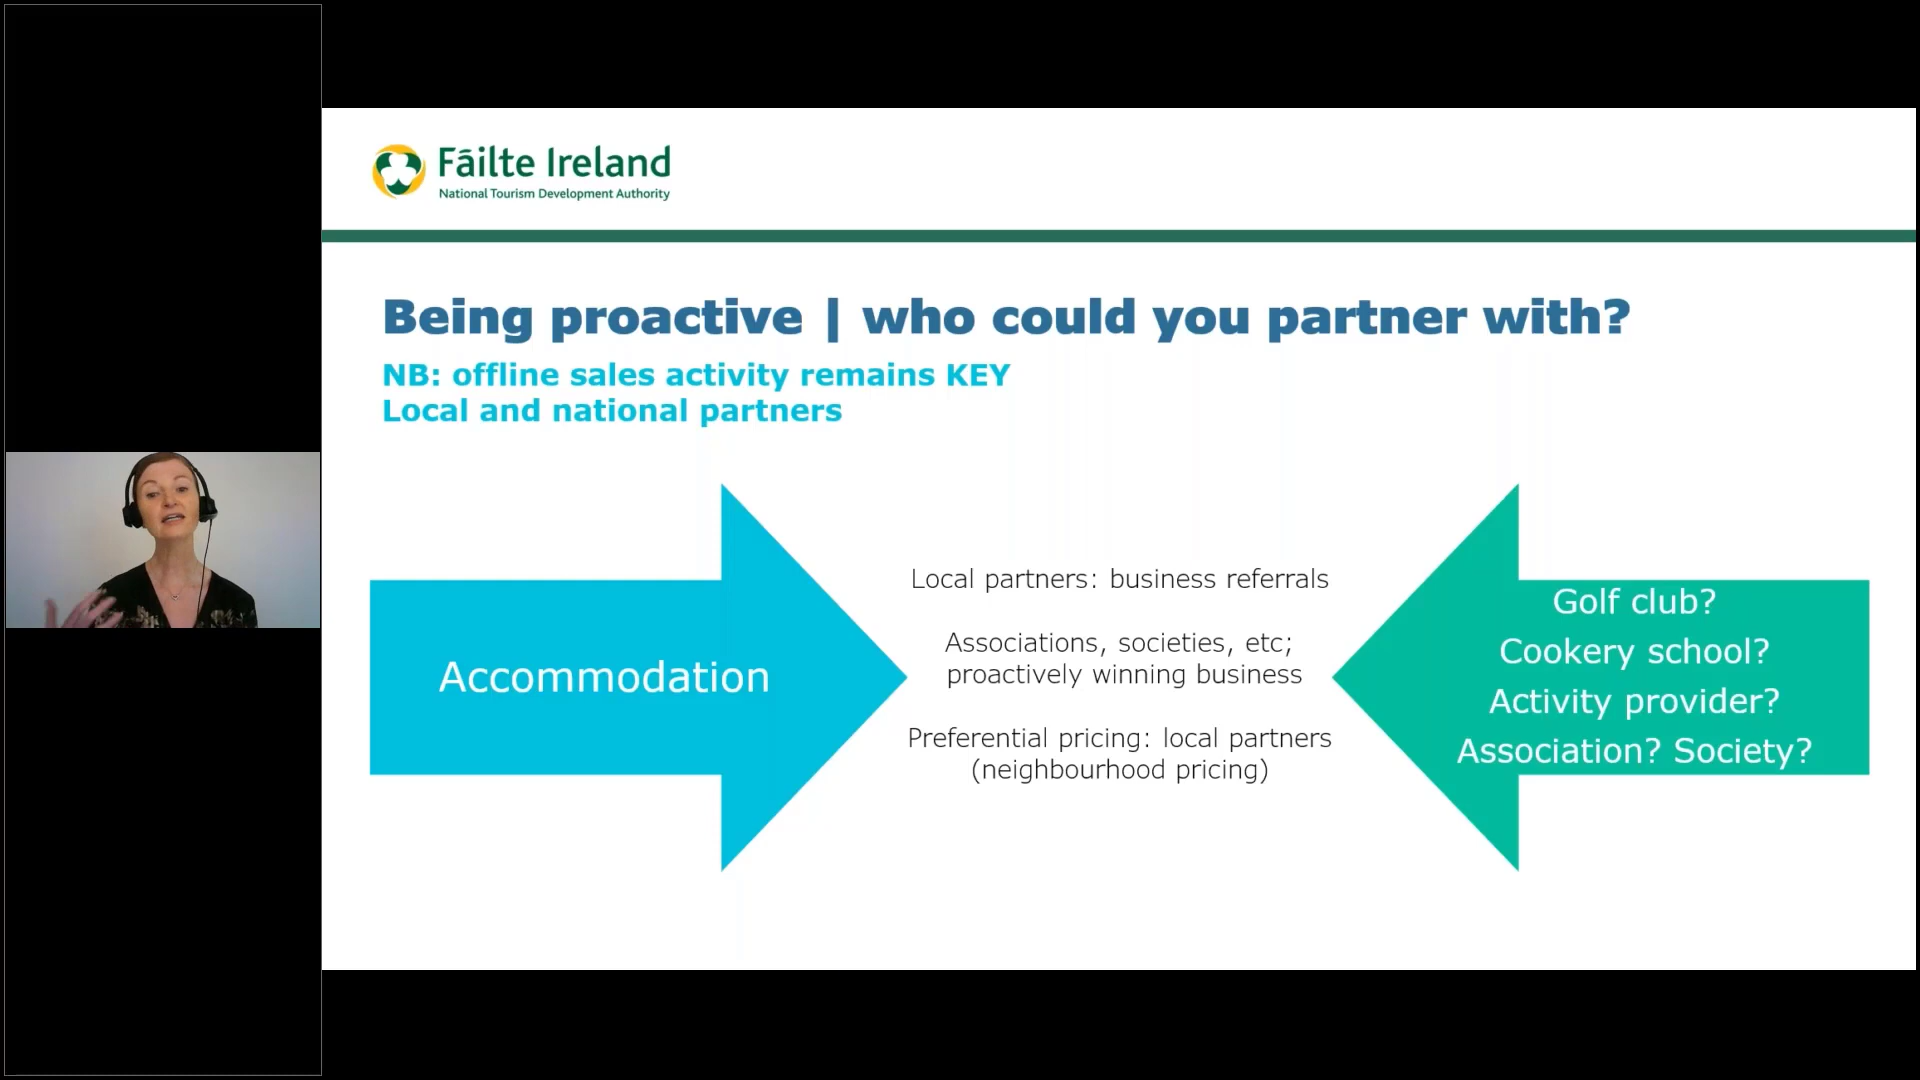 Fáilte Ireland
National Tourism Development Authority
Being proactive | who could you partner with?
NB: offline sales activity remains KEY
Local and national partners
Accommodation
Local partners: business referrals
Associations, societies, etc;
proactively winning business
Preferential pricing: local partners
(neighbourhood pricing)
Golf club?
Cookery school?
Activity provider?
Association? Society?